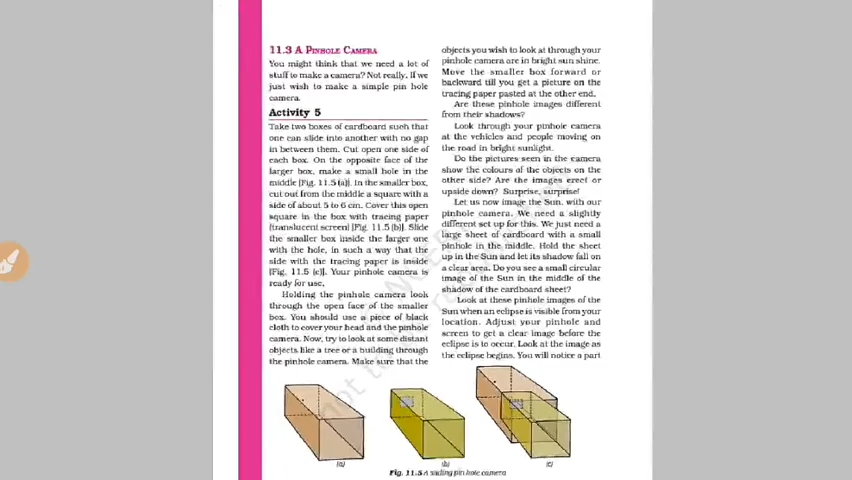 11.3 A PINHOLE CAMERA
You might think that we need a lot of
stuff to make a camera? Not really. If we
just wish to make a simple pin hole
camera.
Activity 5
Take two boxes of cardboard such that
one can slide into another with no gap
in between them. Cut open one side of
each box. On the opposite face of the
larger box, make a small hole in the
middle [Fig. 11.5 (a)]. In the smaller box,
cut out from the middle a square with a
side of about 5 to 6 cm. Cover this open
square in the box with tracing paper
(translucent screen) [Fig. 11.5 (b)]. Slide
the smaller box inside the larger one
with the hole, in such a way that the
side with the tracing paper is inside
[Fig. 11.5 (c)]. Your pinhole camera is
ready for use.
Holding the pinhole camera look
through the open face of the smaller
box. You should use a piece of black
cloth to cover your head and the pinhole
camera. Now, try to look at some distant
objects like a tree or a building through
the pinhole camera. Make sure that the
objects you wish to look at through your
pinhole camera are in bright sun shine.
Move the smaller box forward or
backward till you get a picture on the
tracing paper pasted at the other end.
Are these pinhole images different
from their shadows?
Look through your pinhole camera
at the vehicles and people moving on
the road in bright sunlight.
Do the pictures seen in the camera
show the colours of the objects on the
other side? Are the images erect or
upside down? Surprise, surprise!
Let us now image the Sun, with our
pinhole camera. We need a slightly
different set up for this. We just need a
large sheet of cardboard with a small
pinhole in the middle. Hold the sheet
up in the Sun and let its shadow fall on
a clear area. Do you see a small circular
image of the Sun in the middle of the
shadow of the cardboard sheet?
Look at these pinhole images of the
Sun when an eclipse is visible from your
location. Adjust your pinhole and
screen to get a clear image before the
eclipse is to occur. Look at the image as
the eclipse begins. You will notice a part
(a)
(b)
(c)
Fig. 11.5 A sliding pin hole camera